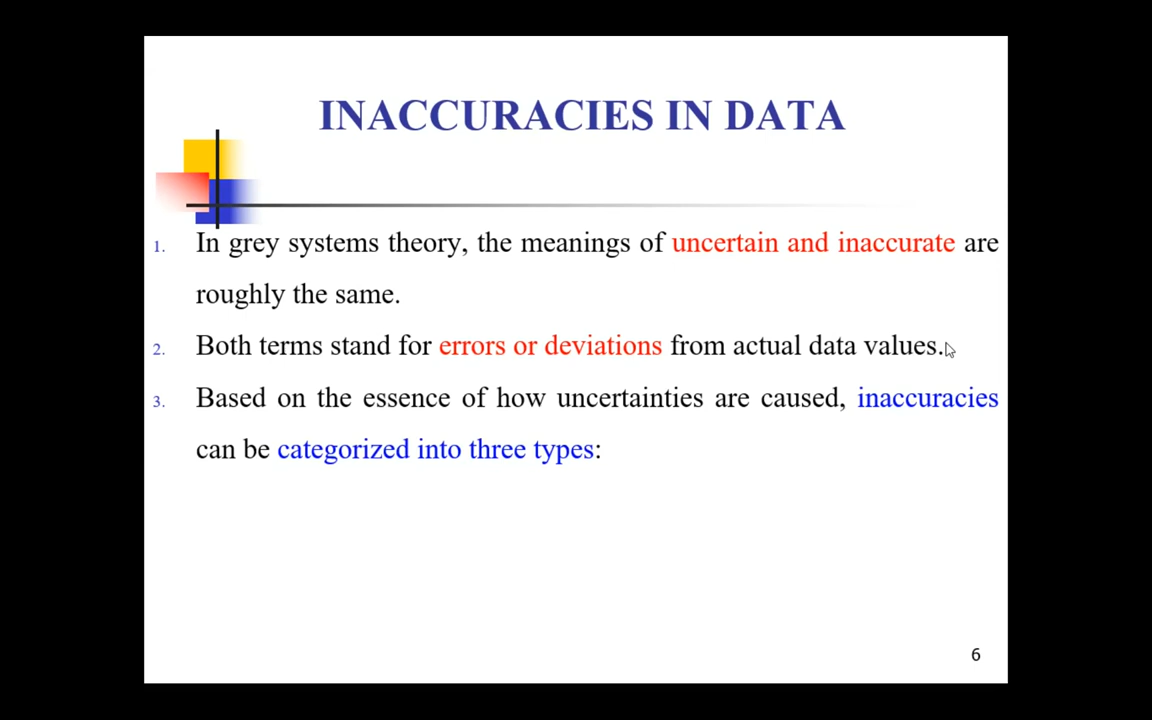 INACCURACIES IN DATA
1. In grey systems theory, the meanings of uncertain and inaccurate are
roughly the same.
2. Both terms stand for errors or deviations from actual data values.
3. Based on the essence of how uncertainties are caused, inaccuracies
can be categorized into three types:
6